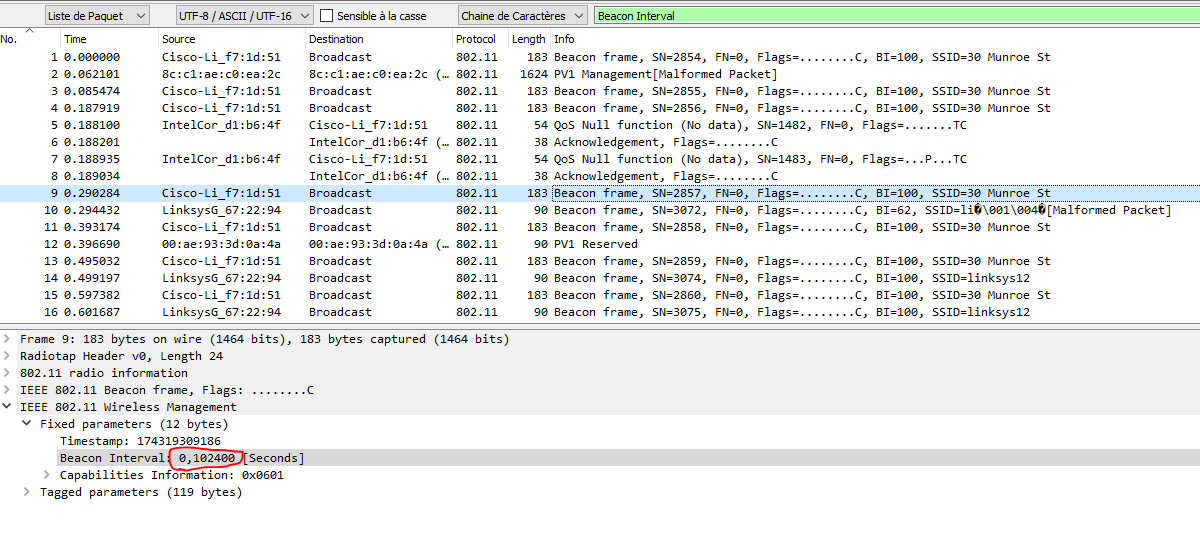 Liste de Paquet UTF-8 / ASCII / UTF-16 Sensible à la casse Chaine de Caractères Beacon Interval
No. Time Source Destination Protocol Length Info
1 0.000000 Cisco-Li_f7:1d:51 Broadcast 802.11 183 Beacon frame, SN=2854, FN=0, Flags=........C, BI=100, SSID=30 Munroe St
2 0.062101 8c:c1:ae:c0:ea:2c 8c:c1:ae:c0:ea:2c (… 802.11 1624 PV1 Management[Malformed Packet]
3 0.085474 Cisco-Li_f7:1d:51 Broadcast 802.11 183 Beacon frame, SN=2855, FN=0, Flags=........C, BI=100, SSID=30 Munroe St
4 0.187919 Cisco-Li_f7:1d:51 Broadcast 802.11 183 Beacon frame, SN=2856, FN=0, Flags=........C, BI=100, SSID=30 Munroe St
5 0.188100 IntelCor_d1:b6:4f Cisco-Li_f7:1d:51 802.11 54 QoS Null function (No data), SN=1482, FN=0, Flags=.......TC
6 0.188201 IntelCor_d1:b6:4f (… 802.11 38 Acknowledgement, Flags=........C
7 0.188935 IntelCor_d1:b6:4f Cisco-Li_f7:1d:51 802.11 54 QoS Null function (No data), SN=1483, FN=0, Flags=...P...TC
8 0.189034 IntelCor_d1:b6:4f (… 802.11 38 Acknowledgement, Flags=........C
9 0.290284 Cisco-Li_f7:1d:51 Broadcast 802.11 183 Beacon frame, SN=2857, FN=0, Flags=........C, BI=100, SSID=30 Munroe St
10 0.294432 LinksysG_67:22:94 Broadcast 802.11 90 Beacon frame, SN=3072, FN=0, Flags=........C, BI=62, SSID=li�\001\004�[Malformed Packet]
11 0.393174 Cisco-Li_f7:1d:51 Broadcast 802.11 183 Beacon frame, SN=2858, FN=0, Flags=........C, BI=100, SSID=30 Munroe St
12 0.396690 00:ae:93:3d:0a:4a 00:ae:93:3d:0a:4a (… 802.11 90 PV1 Reserved
13 0.495032 Cisco-Li_f7:1d:51 Broadcast 802.11 183 Beacon frame, SN=2859, FN=0, Flags=........C, BI=100, SSID=30 Munroe St
14 0.499197 LinksysG_67:22:94 Broadcast 802.11 90 Beacon frame, SN=3074, FN=0, Flags=........C, BI=100, SSID=linksys12
15 0.597382 Cisco-Li_f7:1d:51 Broadcast 802.11 183 Beacon frame, SN=2860, FN=0, Flags=........C, BI=100, SSID=30 Munroe St
16 0.601687 LinksysG_67:22:94 Broadcast 802.11 90 Beacon frame, SN=3075, FN=0, Flags=........C, BI=100, SSID=linksys12
Frame 9: 183 bytes on wire (1464 bits), 183 bytes captured (1464 bits)
Radiotap Header v0, Length 24
802.11 radio information
IEEE 802.11 Beacon frame, Flags: ........C
IEEE 802.11 Wireless Management
Fixed parameters (12 bytes)
Timestamp: 174319309186
Beacon Interval: 0,102400 [Seconds]
Capabilities Information: 0x0601
Tagged parameters (119 bytes)